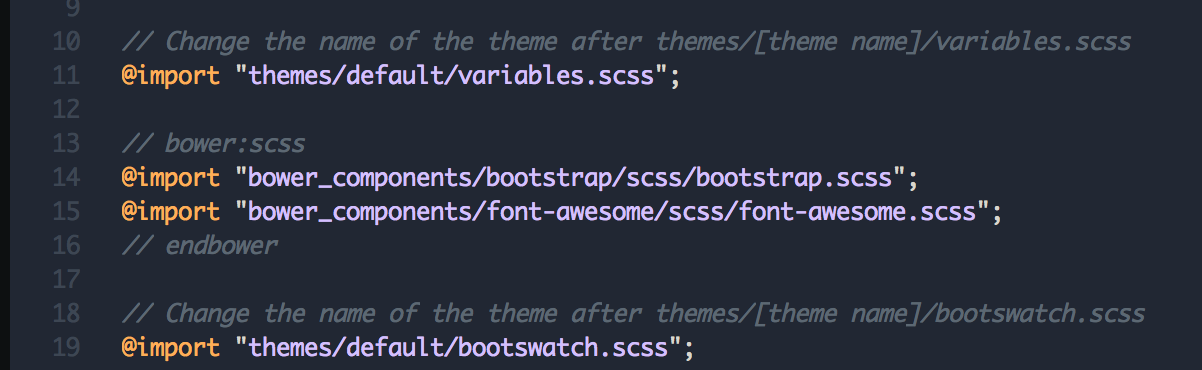 9
10 // Change the name of the theme after themes/[theme name]/variables.scss
11 @import "themes/default/variables.scss";
12
13 // bower:scss
14 @import "bower_components/bootstrap/scss/bootstrap.scss";
15 @import "bower_components/font-awesome/scss/font-awesome.scss";
16 // endbower
17
18 // Change the name of the theme after themes/[theme name]/bootswatch.scss
19 @import "themes/default/bootswatch.scss";